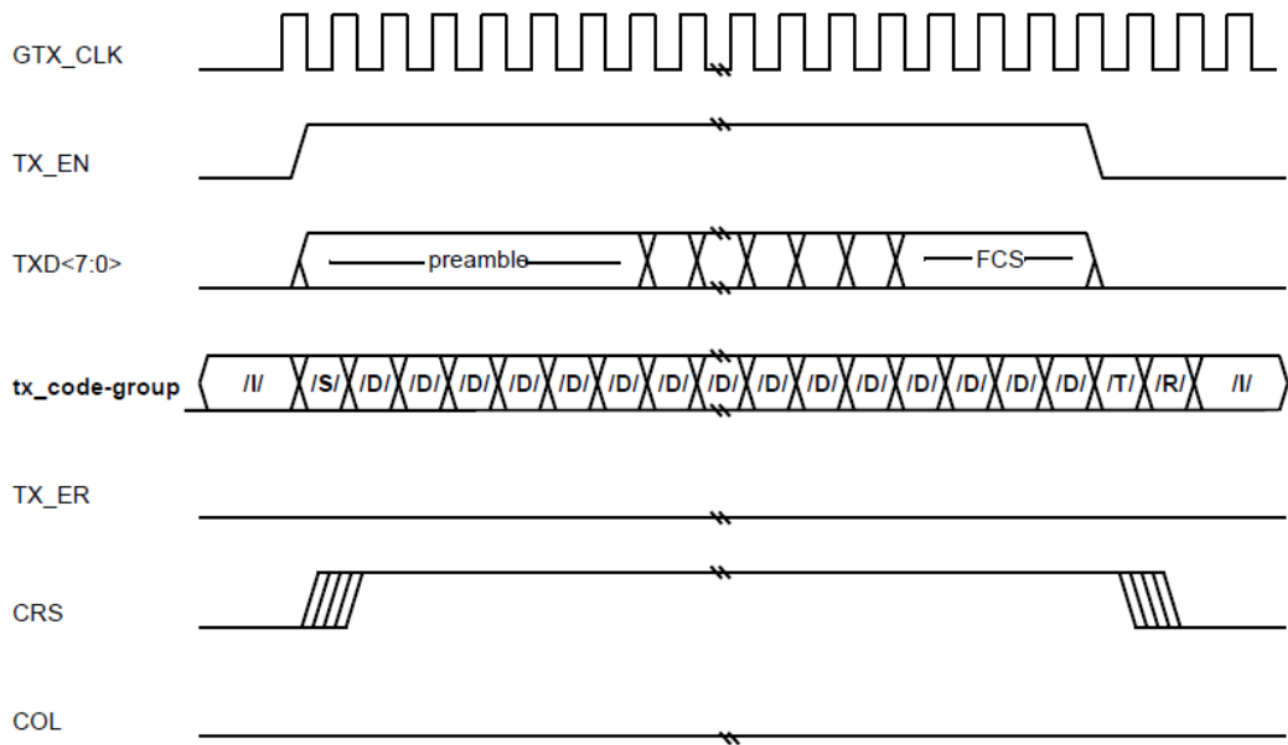 GTX_CLK
TX_EN
TXD<7:0> preamble FCS
tx_code-group /I/ /S/ /D/ /D/ /D/ /D/ /D/ /D/ /D/ /D/ /D/ /D/ /D/ /D/ /D/ /D/ /D/ /T/ /R/ /I/
TX_ER
CRS
COL